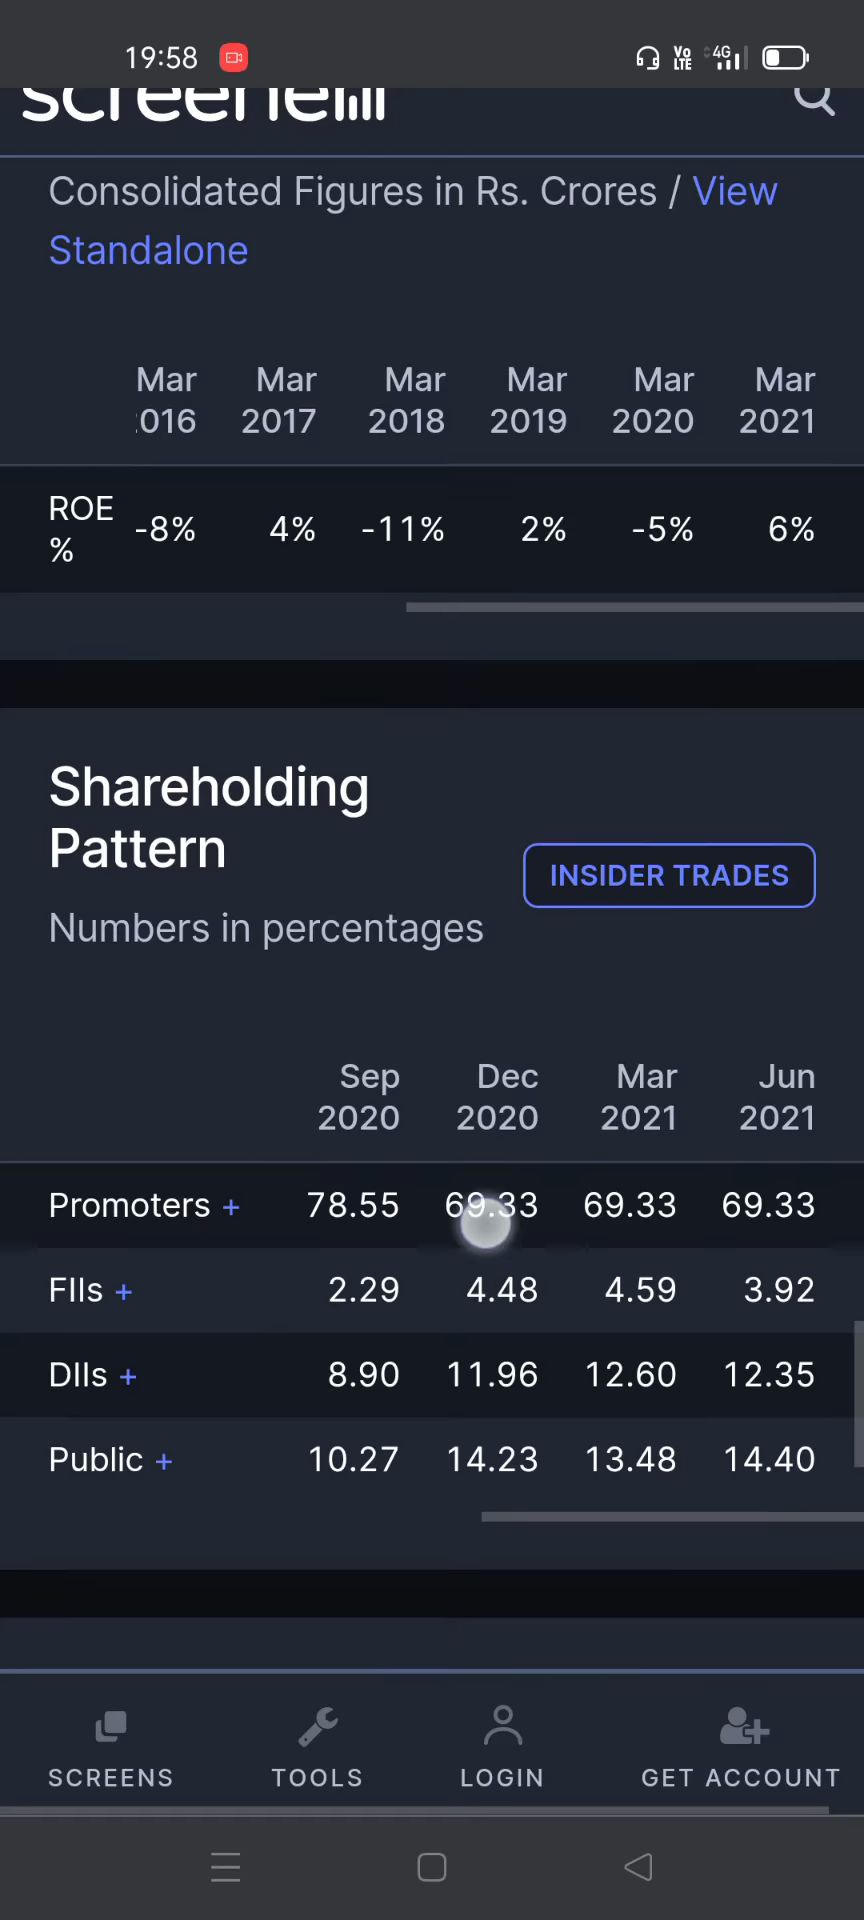 19:58 Vo LTE 4G
screener
Consolidated Figures in Rs. Crores / View
Standalone
Mar Mar Mar Mar Mar Mar
2017 2018 2019 2020 2021
ROE
% -8% 4% -11% 2% -5% 6%
Shareholding
Pattern
INSIDER TRADES
Numbers in percentages
Sep Dec Mar Jun
2020 2020 2021 2021
Promoters + 78.55 69.33 69.33 69.33
FIIs + 2.29 4.48 4.59 3.92
DIIs + 8.90 11.96 12.60 12.35
Public + 10.27 14.23 13.48 14.40
SCREENS TOOLS LOGIN GET ACCOUNT